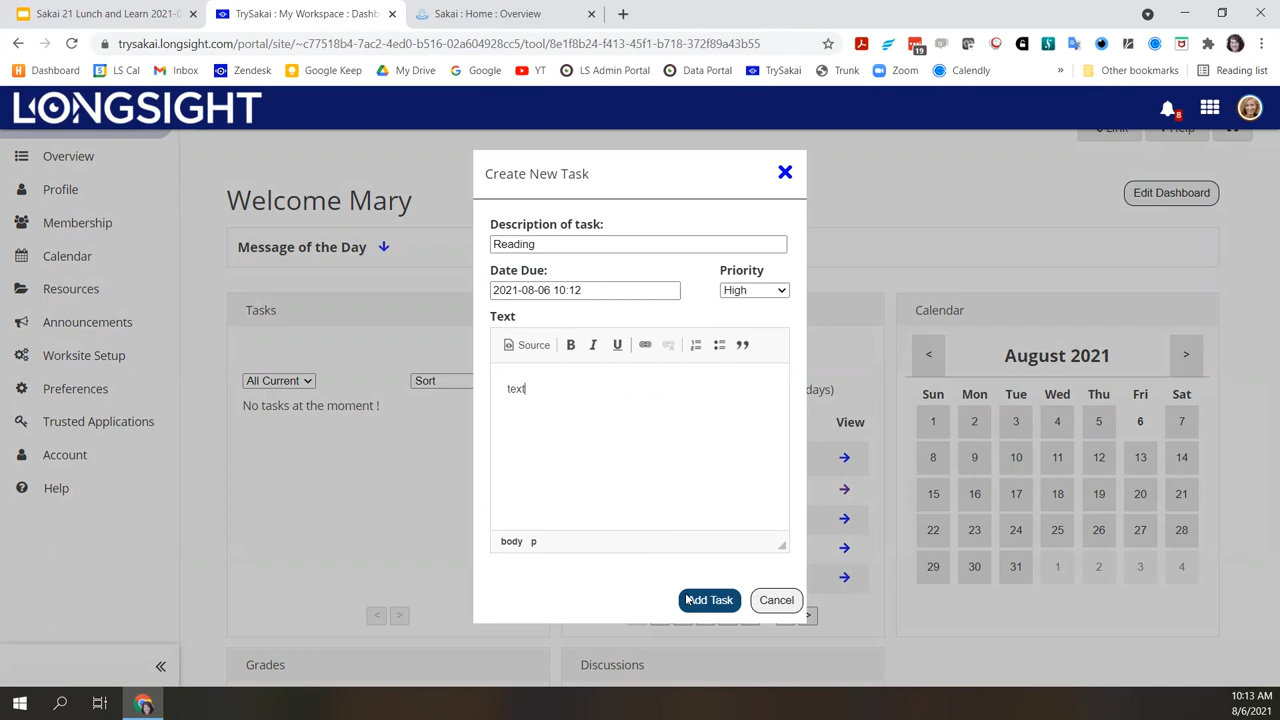 Sakai 21 Lunch and Learn 2021-0
TrySakai : My Workspace : Dashb
Sakai : Home : Overview
trysakai.longsight.com/portal/site/~c77518b4-7ac2-4ed0-b
Dashboard
LS Cal
Inbox
Zendesk
Google Keep
My Drive
Google
YT
LS Admin Portal
Data Portal
TrySakai
Trunk
Zoom
Calendly
»
Other bookmarks
Reading list
19
LONGSIGHT
8
Link
Help
Overview
Profile
Membership
Calendar
Resources
Announcements
Worksite Setup
Preferences
Trusted Applications
Account
Help
Welcome Mary
Edit Dashboard
Message of the Day
Tasks
All Current
Sort
No tasks at the moment !
Create New Task
Description of task:
Reading
Date Due:
Priority
2021-08-06 10:12
High
Text
Source
B I U
text
body p
Add Task
Cancel
days)
View
Calendar
< August 2021 >
Sun Mon Tue Wed Thu Fri Sat
1 2 3 4 5 6 7
8 9 10 11 12 13 14
15 16 17 18 19 20 21
22 23 24 25 26 27 28
29 30 31 1 2 3 4
< >
>
Grades
Discussions
«
10:13 AM
8/6/2021